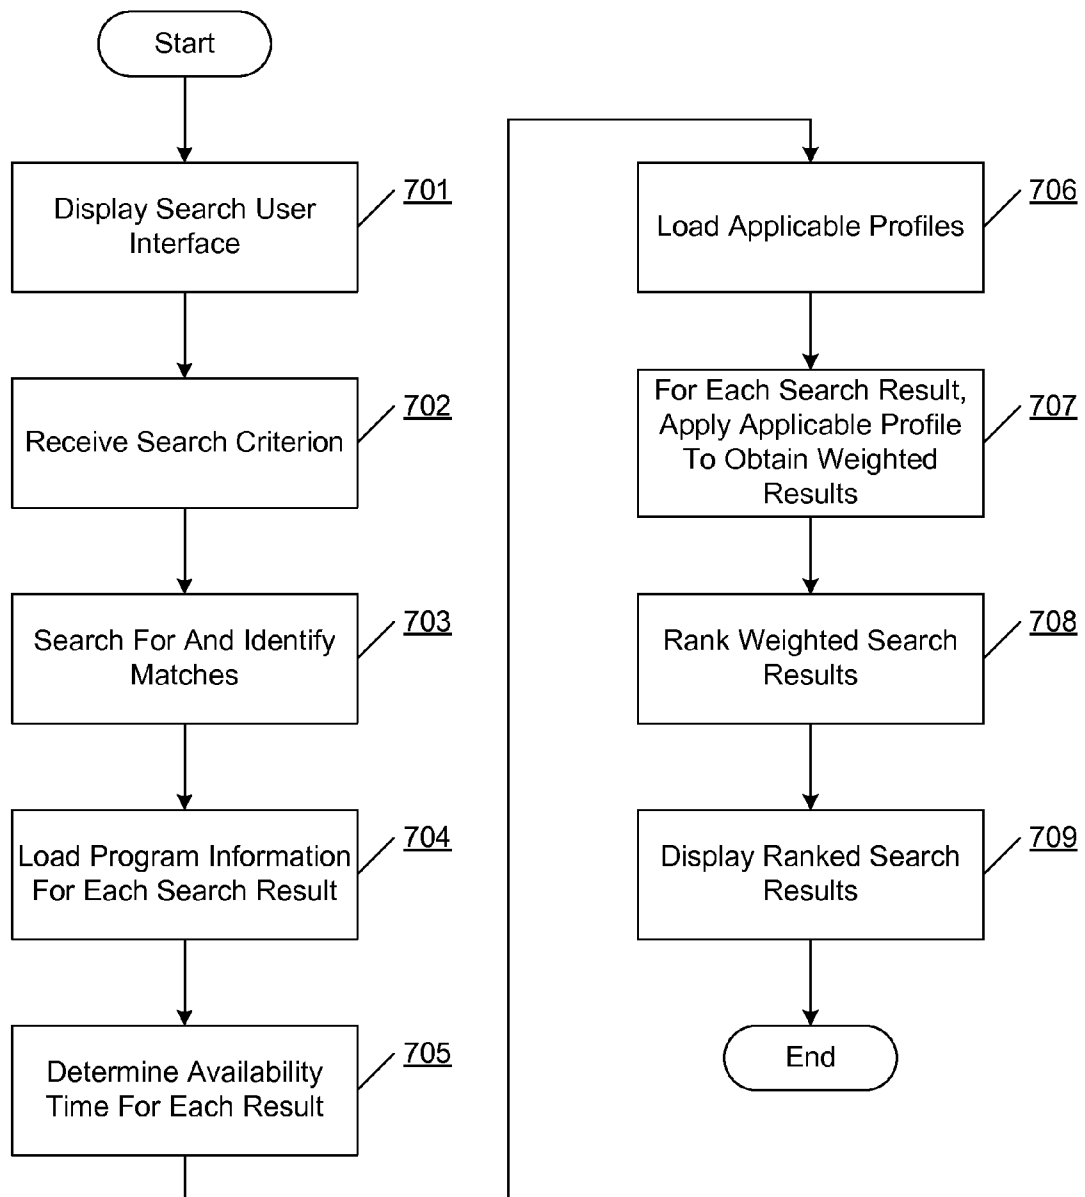 Start
Display Search User
Interface
701
Receive Search Criterion
702
Search For And Identify
Matches
703
Load Program Information
For Each Search Result
704
Determine Availability
Time For Each Result
705
Load Applicable Profiles
706
For Each Search Result,
Apply Applicable Profile
To Obtain Weighted
Results
707
Rank Weighted Search
Results
708
Display Ranked Search
Results
709
End